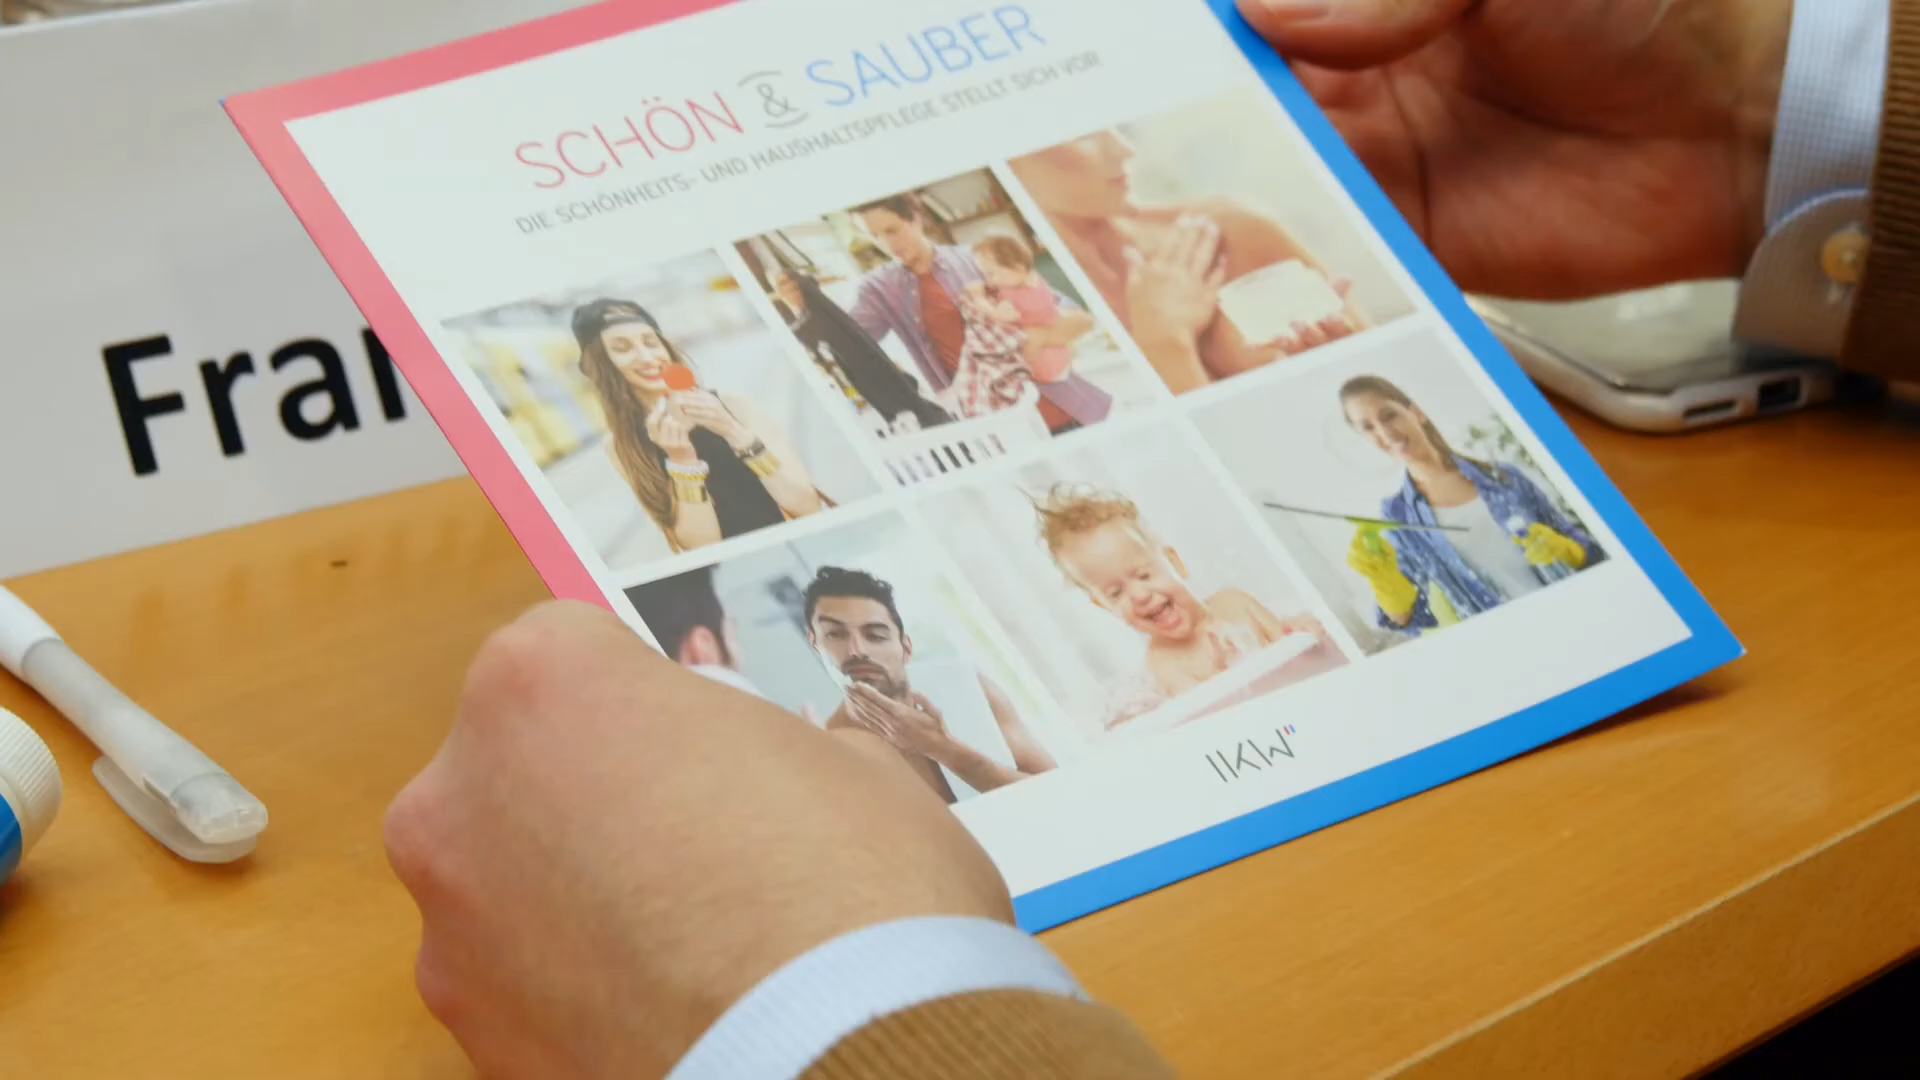 SCHÖN & SAUBER
DIE SCHÖNHEITS- UND HAUSHALTSPFLEGE STELLT SICH VOR
Fran
IKW